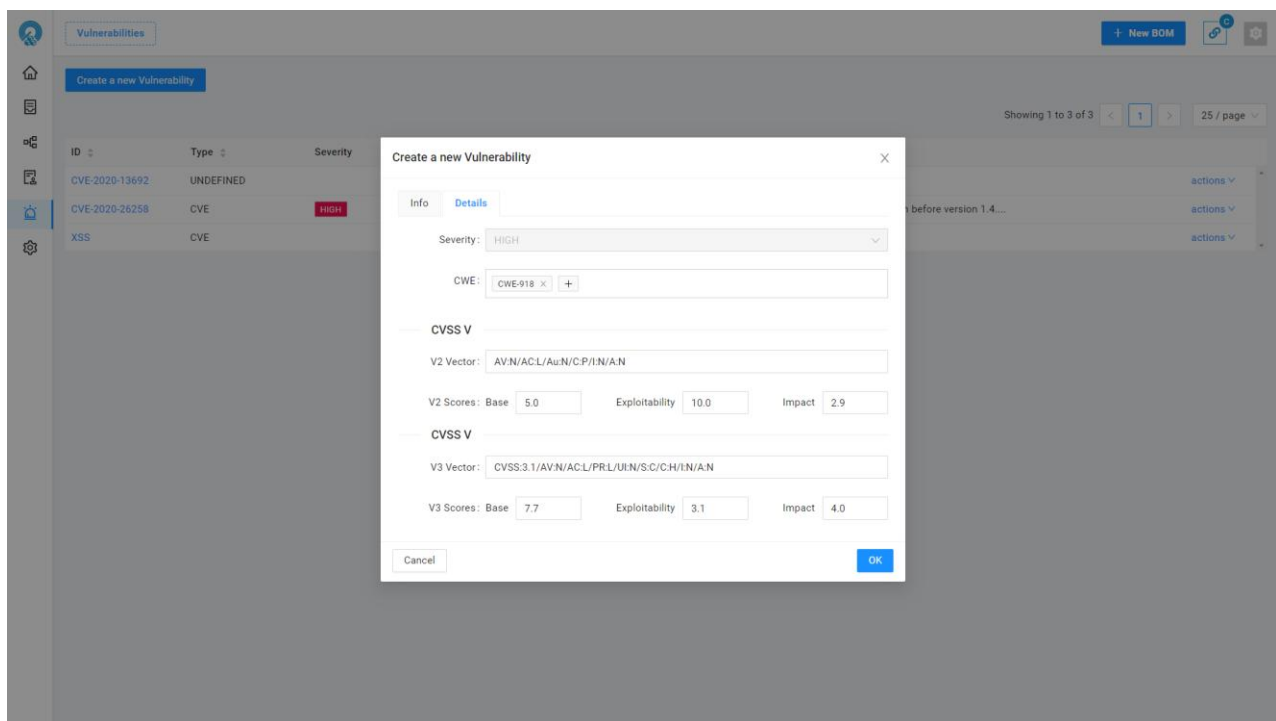 Vulnerabilities
+ New BOM
C
Create a new Vulnerability
Showing 1 to 3 of 3 < 1 > 25 / page
ID Type Severity
CVE-2020-13692 UNDEFINED actions
CVE-2020-26258 CVE HIGH before version 1.4.... actions
XSS CVE actions
Create a new Vulnerability
Info Details
Severity: HIGH
CWE: CWE-918 × +
CVSS V
V2 Vector: AV:N/AC:L/Au:N/C:P/I:N/A:N
V2 Scores: Base 5.0 Exploitability 10.0 Impact 2.9
CVSS V
V3 Vector: CVSS:3.1/AV:N/AC:L/PR:L/UI:N/S:C/C:H/I:N/A:N
V3 Scores: Base 7.7 Exploitability 3.1 Impact 4.0
Cancel OK